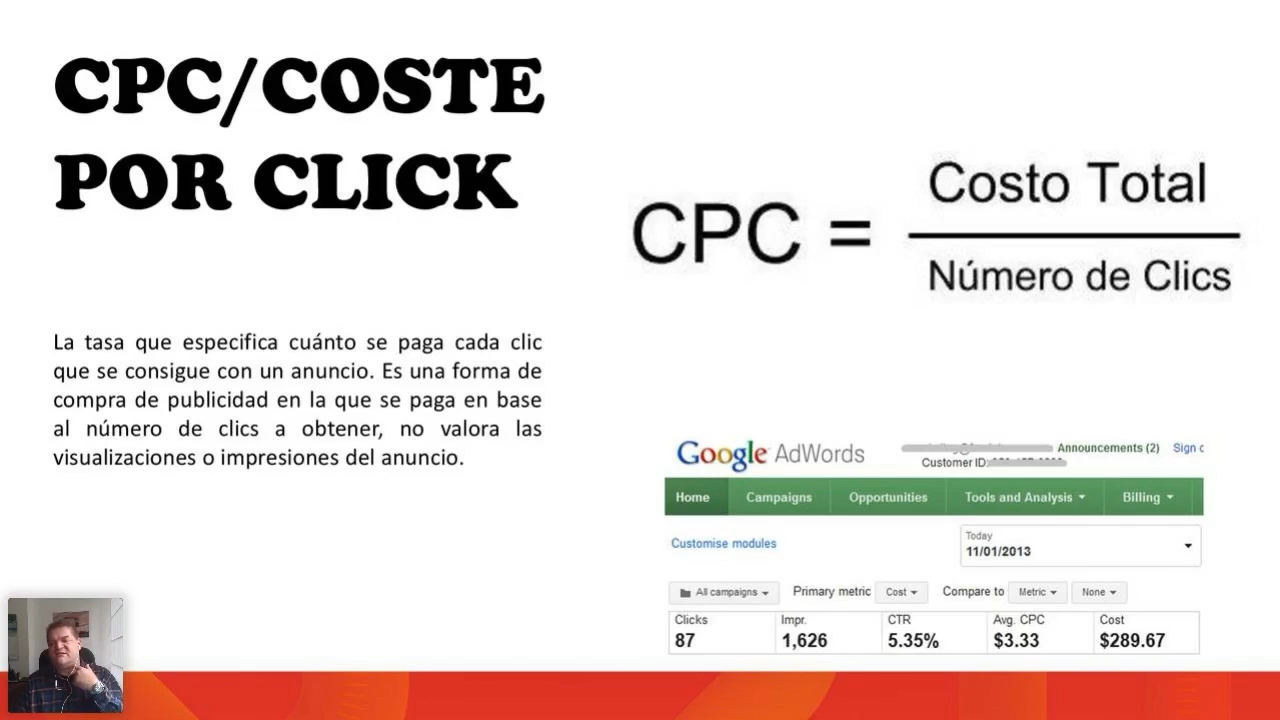 CPC/COSTE
POR CLICK
La tasa que especifica cuánto se paga cada clic
que se consigue con un anuncio. Es una forma de
compra de publicidad en la que se paga en base
al número de clics a obtener, no valora las
visualizaciones o impresiones del anuncio.
CPC = Costo Total
Número de Clics
Google AdWords
Announcements (2) Sign o
Customer ID:
Home Campaigns Opportunities Tools and Analysis Billing
Customise modules
Today
11/01/2013
All campaigns Primary metric Cost Compare to Metric None
Clicks Impr. CTR Avg. CPC Cost
87 1,626 5.35% $3.33 $289.67